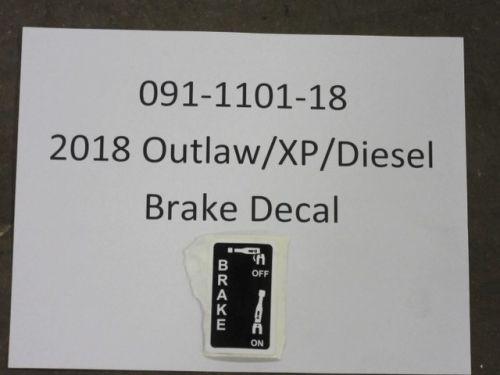 091-1101-18
2018 Outlaw/XP/Diesel
Brake Decal
BRAKE
OFF
ON